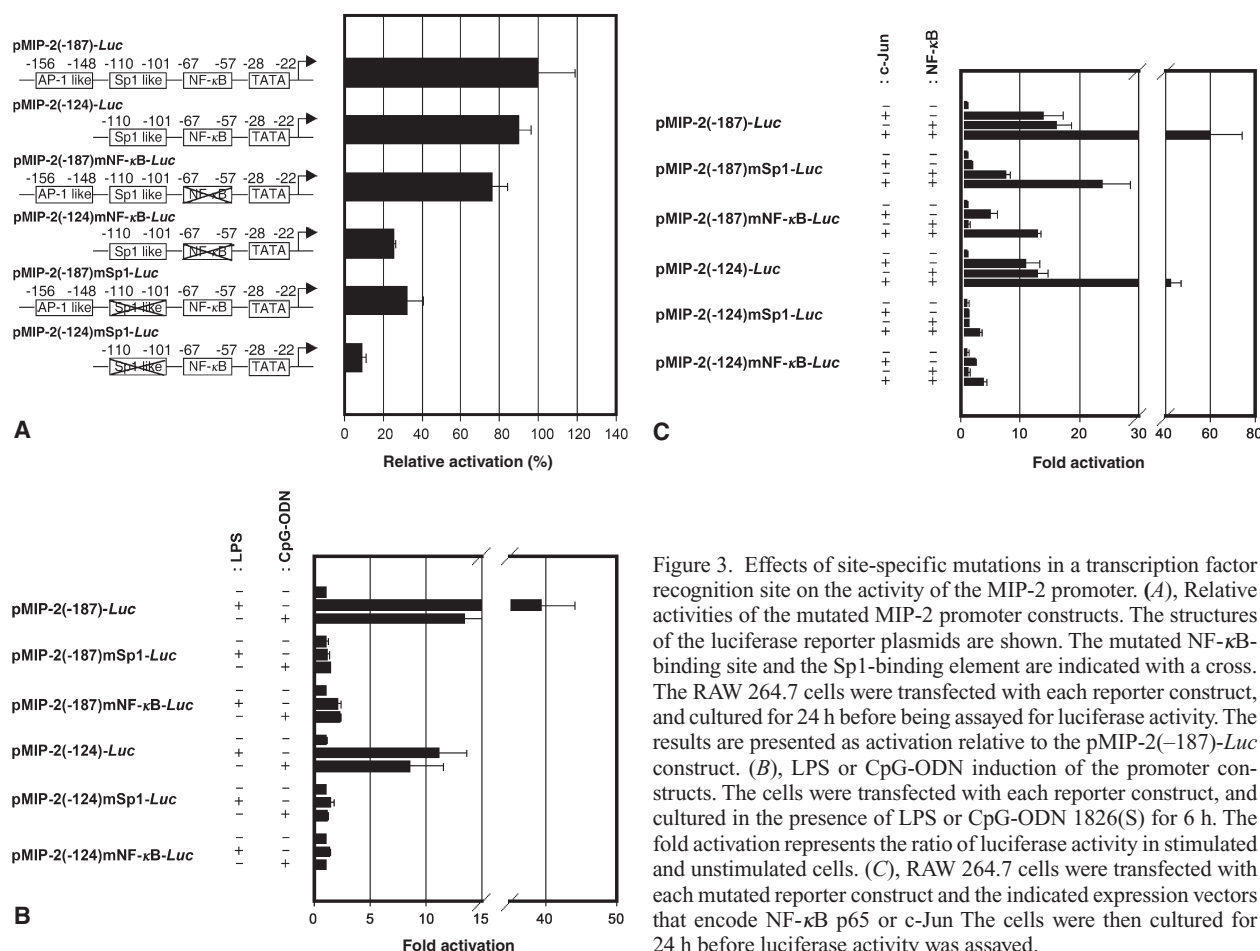 pMIP-2(-187)-Luc
-156 -148 -110 -101 -67 -57 -28 -22
AP-1 like Sp1 like NF-κB TATA
pMIP-2(-124)-Luc
-110 -101 -67 -57 -28 -22
Sp1 like NF-κB TATA
pMIP-2(-187)mNF-κB-Luc
-156 -148 -110 -101 -67 -57 -28 -22
AP-1 like Sp1 like NF-κB TATA
pMIP-2(-124)mNF-κB-Luc
-110 -101 -67 -57 -28 -22
Sp1 like NF-κB TATA
pMIP-2(-187)mSp1-Luc
-156 -148 -110 -101 -67 -57 -28 -22
AP-1 like Sp1 like NF-κB TATA
pMIP-2(-124)mSp1-Luc
-110 -101 -67 -57 -28 -22
Sp1 like NF-κB TATA
0 20 40 60 80 100 120 140
Relative activation (%)
A
: c-Jun : NF-κB
pMIP-2(-187)-Luc
− −
+ −
− +
+ +
pMIP-2(-187)mSp1-Luc
− −
+ −
− +
+ +
pMIP-2(-187)mNF-κB-Luc
− −
+ −
− +
+ +
pMIP-2(-124)-Luc
− −
+ −
− +
+ +
pMIP-2(-124)mSp1-Luc
− −
+ −
− +
+ +
pMIP-2(-124)mNF-κB-Luc
− −
+ −
− +
+ +
0 10 20 30 40 60 80
Fold activation
C
: LPS : CpG-ODN
pMIP-2(-187)-Luc
− −
+ −
− +
pMIP-2(-187)mSp1-Luc
− −
+ −
− +
pMIP-2(-187)mNF-κB-Luc
− −
+ −
− +
pMIP-2(-124)-Luc
− −
+ −
− +
pMIP-2(-124)mSp1-Luc
− −
+ −
− +
pMIP-2(-124)mNF-κB-Luc
− −
+ −
− +
0 5 10 15 40 50
Fold activation
B
Figure 3. Effects of site-specific mutations in a transcription factor
recognition site on the activity of the MIP-2 promoter. (A), Relative
activities of the mutated MIP-2 promoter constructs. The structures
of the luciferase reporter plasmids are shown. The mutated NF-κB-
binding site and the Sp1-binding element are indicated with a cross.
The RAW 264.7 cells were transfected with each reporter construct,
and cultured for 24 h before being assayed for luciferase activity. The
results are presented as activation relative to the pMIP-2(–187)-Luc
construct. (B), LPS or CpG-ODN induction of the promoter con-
structs. The cells were transfected with each reporter construct, and
cultured in the presence of LPS or CpG-ODN 1826(S) for 6 h. The
fold activation represents the ratio of luciferase activity in stimulated
and unstimulated cells. (C), RAW 264.7 cells were transfected with
each mutated reporter construct and the indicated expression vectors
that encode NF-κB p65 or c-Jun The cells were then cultured for
24 h before luciferase activity was assayed.